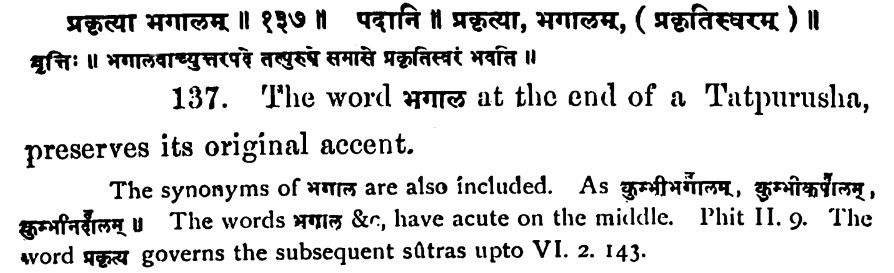 प्रकृत्या भगालम् ॥ १३७ ॥ पदानि ॥ प्रकृत्या, भगालम्, ( प्रकृतिस्वरम् ) ॥
वृत्तिः ॥ भगालवाच्युत्तरपदे तत्पुरुषे समासे प्रकृतिस्वरं भवति ॥
137. The word भगाल at the end of a Tatpurusha,
preserves its original accent.
The synonyms of भगाल are also included. As कुम्भीभगा॑लम्, कुम्भीकपा॑लम्,
कुम्भीनदा॑लम् ॥ The words भगाल &c, have acute on the middle. Phit II. 9. The
word प्रकृत्य governs the subsequent sûtras upto VI. 2. 143.